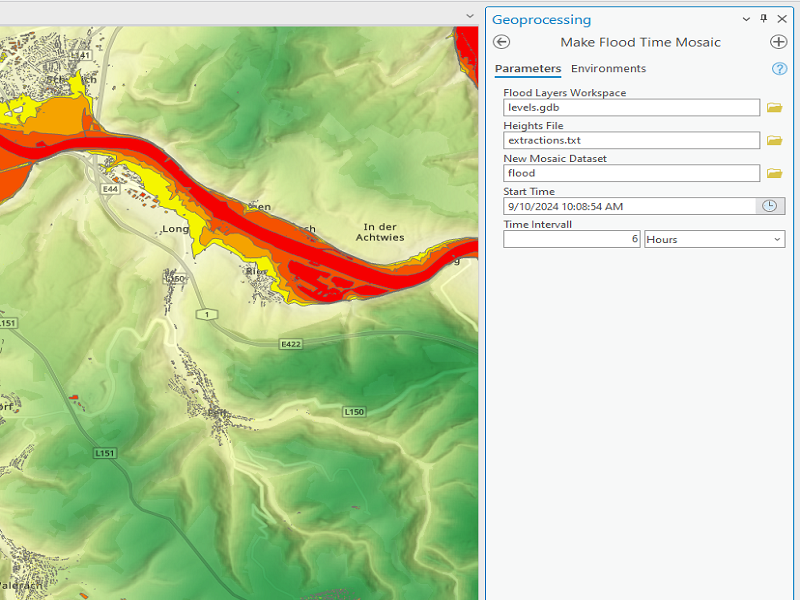 Geoprocessing
Make Flood Time Mosaic
Parameters Environments
?
Flood Layers Workspace
levels.gdb
Heights File
extractions.txt
New Mosaic Dataset
flood
Start Time
9/10/2024 10:08:54 AM
Time Intervall
6 Hours
L141
E44
Long
In der
Achtwies
L150
L151
1
E422
L150
L151